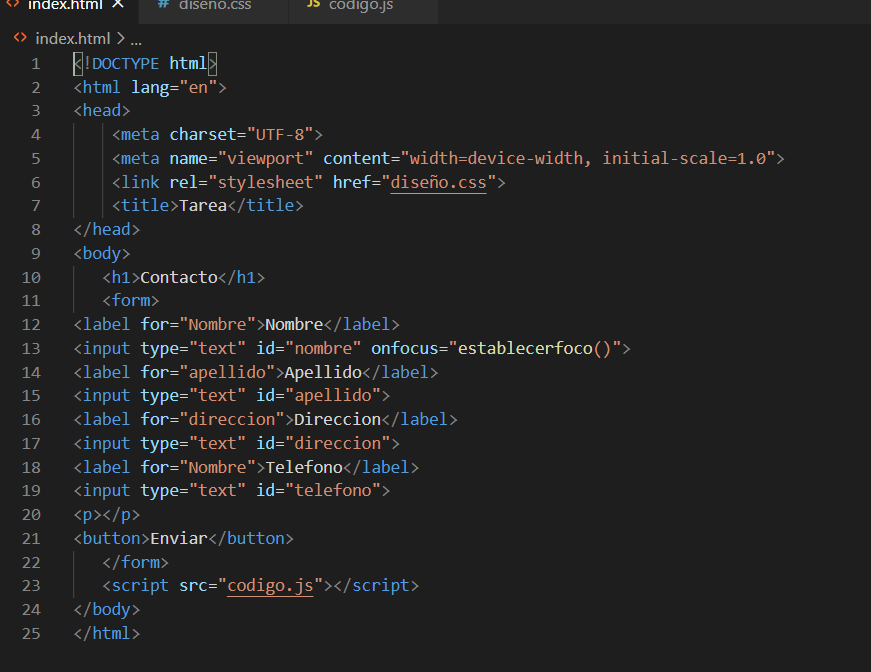 index.html × # diseño.css JS codigo.js
<> index.html > ...
1 <!DOCTYPE html>
2 <html lang="en">
3 <head>
4     <meta charset="UTF-8">
5     <meta name="viewport" content="width=device-width, initial-scale=1.0">
6     <link rel="stylesheet" href="diseño.css">
7     <title>Tarea</title>
8 </head>
9 <body>
10    <h1>Contacto</h1>
11    <form>
12 <label for="Nombre">Nombre</label>
13 <input type="text" id="nombre" onfocus="establecerfoco()">
14 <label for="apellido">Apellido</label>
15 <input type="text" id="apellido">
16 <label for="direccion">Direccion</label>
17 <input type="text" id="direccion">
18 <label for="Nombre">Telefono</label>
19 <input type="text" id="telefono">
20 <p></p>
21 <button>Enviar</button>
22    </form>
23    <script src="codigo.js"></script>
24 </body>
25 </html>